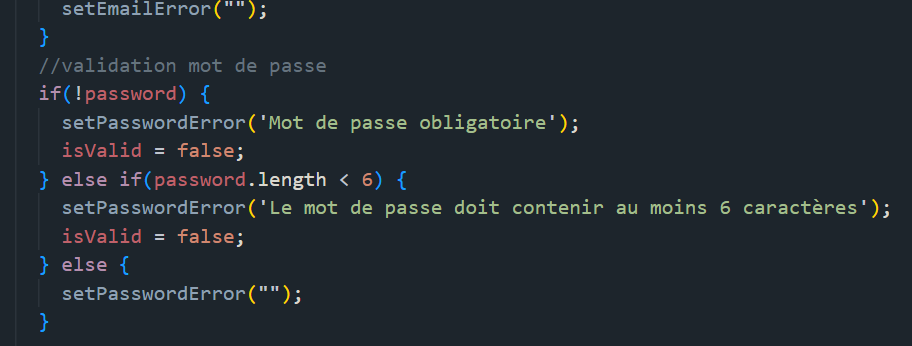 setEmailError("");
}
//validation mot de passe
if(!password) {
setPasswordError('Mot de passe obligatoire');
isValid = false;
} else if(password.length < 6) {
setPasswordError('Le mot de passe doit contenir au moins 6 caractères');
isValid = false;
} else {
setPasswordError("");
}